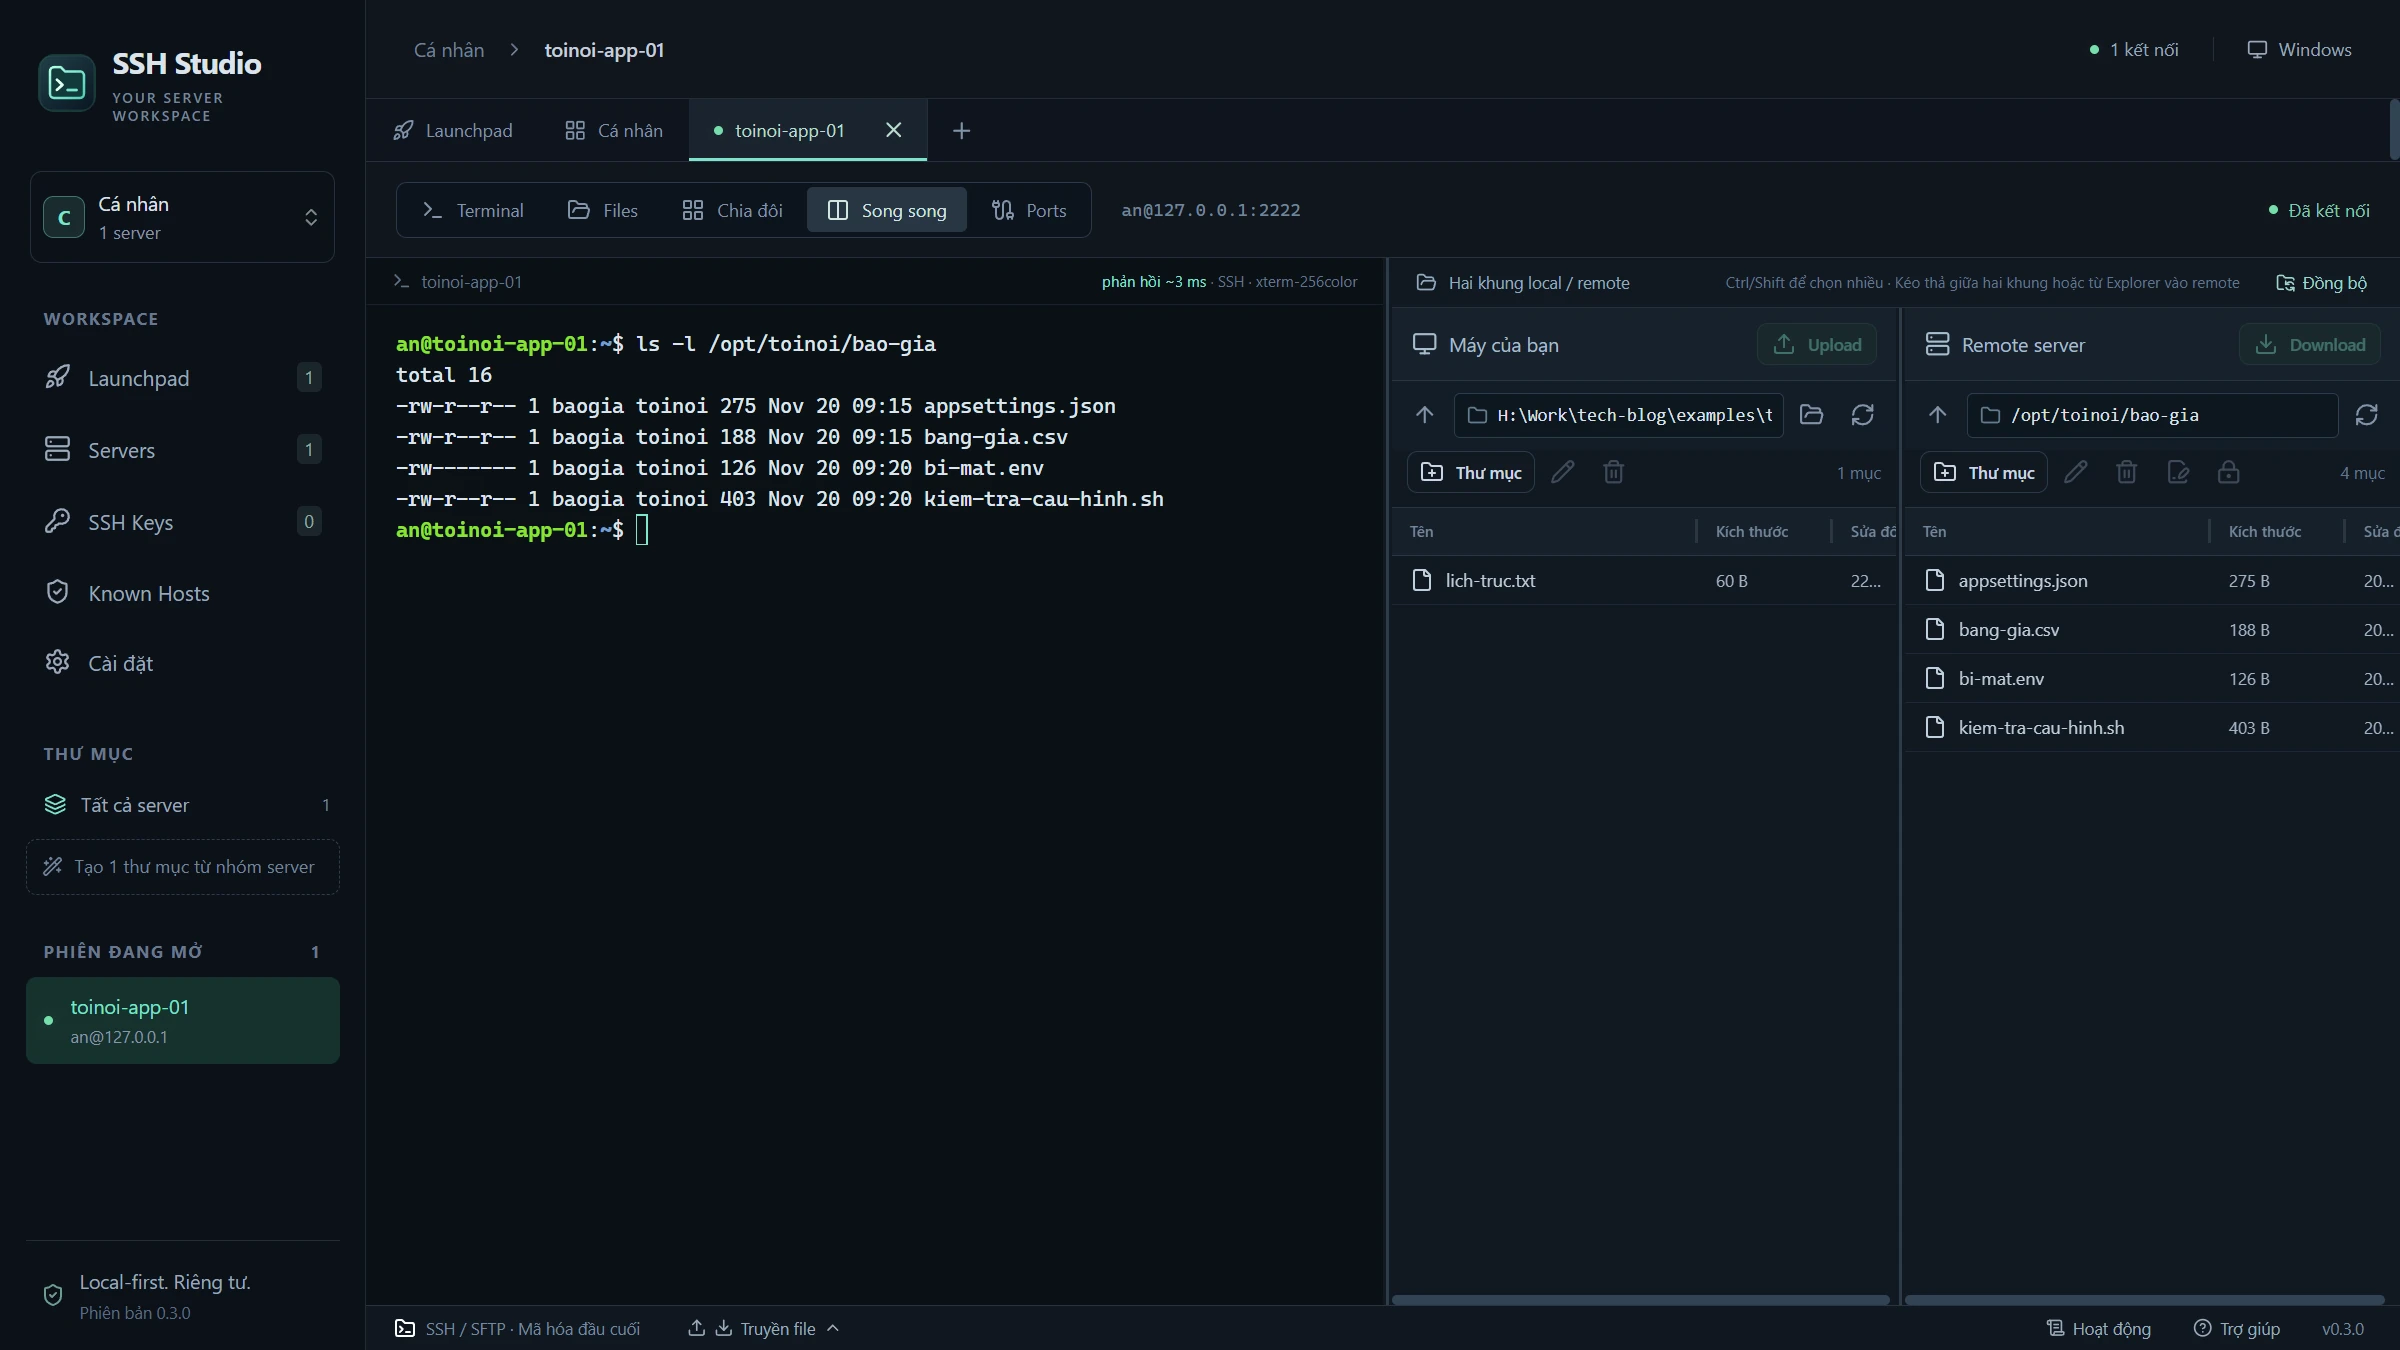 SSH Studio
YOUR SERVER
WORKSPACE
C
Cá nhân
1 server
WORKSPACE
Launchpad 1
Servers 1
SSH Keys 0
Known Hosts
Cài đặt
THƯ MỤC
Tất cả server 1
Tạo 1 thư mục từ nhóm server
PHIÊN ĐANG MỞ 1
toinoi-app-01
an@127.0.0.1
Local-first. Riêng tư.
Phiên bản 0.3.0
Cá nhân > toinoi-app-01
1 kết nối
Windows
Launchpad
Cá nhân
toinoi-app-01
Terminal
Files
Chia đôi
Song song
Ports
an@127.0.0.1:2222
Đã kết nối
toinoi-app-01
phản hồi ~3 ms · SSH · xterm-256color
an@toinoi-app-01:~$ ls -l /opt/toinoi/bao-gia
total 16
-rw-r--r-- 1 baogia toinoi 275 Nov 20 09:15 appsettings.json
-rw-r--r-- 1 baogia toinoi 188 Nov 20 09:15 bang-gia.csv
-rw------- 1 baogia toinoi 126 Nov 20 09:20 bi-mat.env
-rw-r--r-- 1 baogia toinoi 403 Nov 20 09:20 kiem-tra-cau-hinh.sh
an@toinoi-app-01:~$
Hai khung local / remote
Ctrl/Shift để chọn nhiều · Kéo thả giữa hai khung hoặc từ Explorer vào remote
Đồng bộ
Máy của bạn
Upload
H:\Work\tech-blog\examples\t
Thư mục
1 mục
Tên Kích thước Sửa đổ
lich-truc.txt 60 B 22...
Remote server
Download
/opt/toinoi/bao-gia
Thư mục
4 mục
Tên Kích thước Sửa đ
appsettings.json 275 B 20...
bang-gia.csv 188 B 20...
bi-mat.env 126 B 20...
kiem-tra-cau-hinh.sh 403 B 20...
SSH / SFTP · Mã hóa đầu cuối
Truyền file
Hoạt động
Trợ giúp
v0.3.0